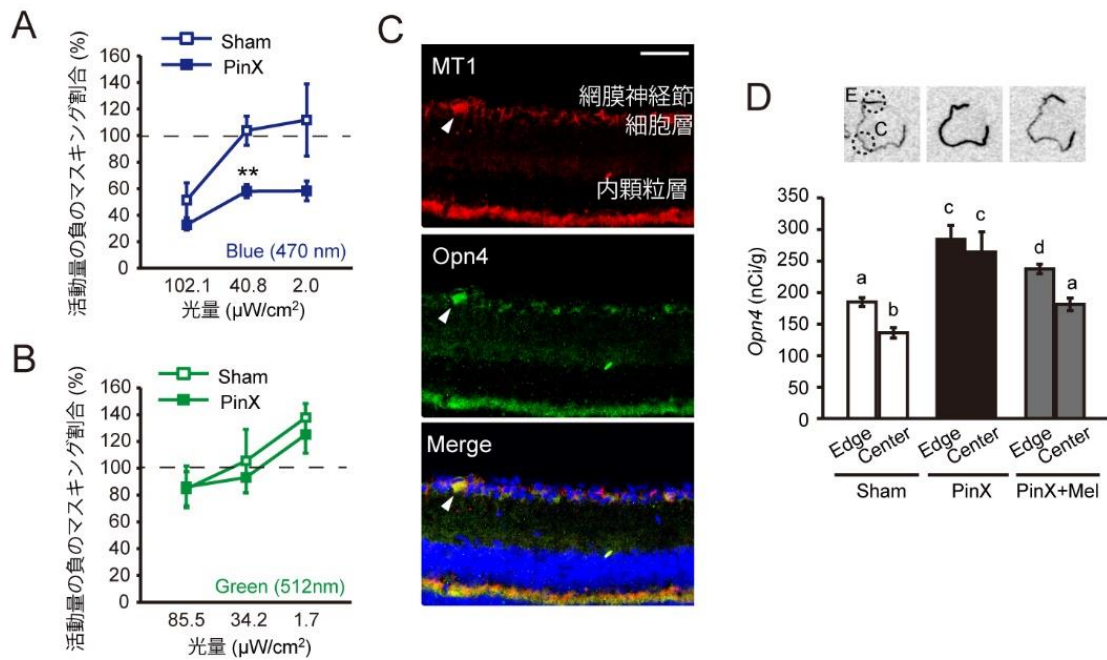 A
活動量の負のマスキング割合 (%)
160
140
120
100
80
60
40
20
0
Sham
PinX
**
Blue (470 nm)
102.1 40.8 2.0
光量 (μW/cm²)
B
活動量の負のマスキング割合 (%)
160
140
120
100
80
60
40
20
0
Sham
PinX
Green (512nm)
85.5 34.2 1.7
光量 (μW/cm²)
C
MT1
網膜神経節
細胞層
内顆粒層
Opn4
Merge
D
E
C
Opn4 (nCi/g)
350
300
250
200
150
100
50
0
a b c c d a
Edge Center Edge Center Edge Center
Sham PinX PinX+Mel